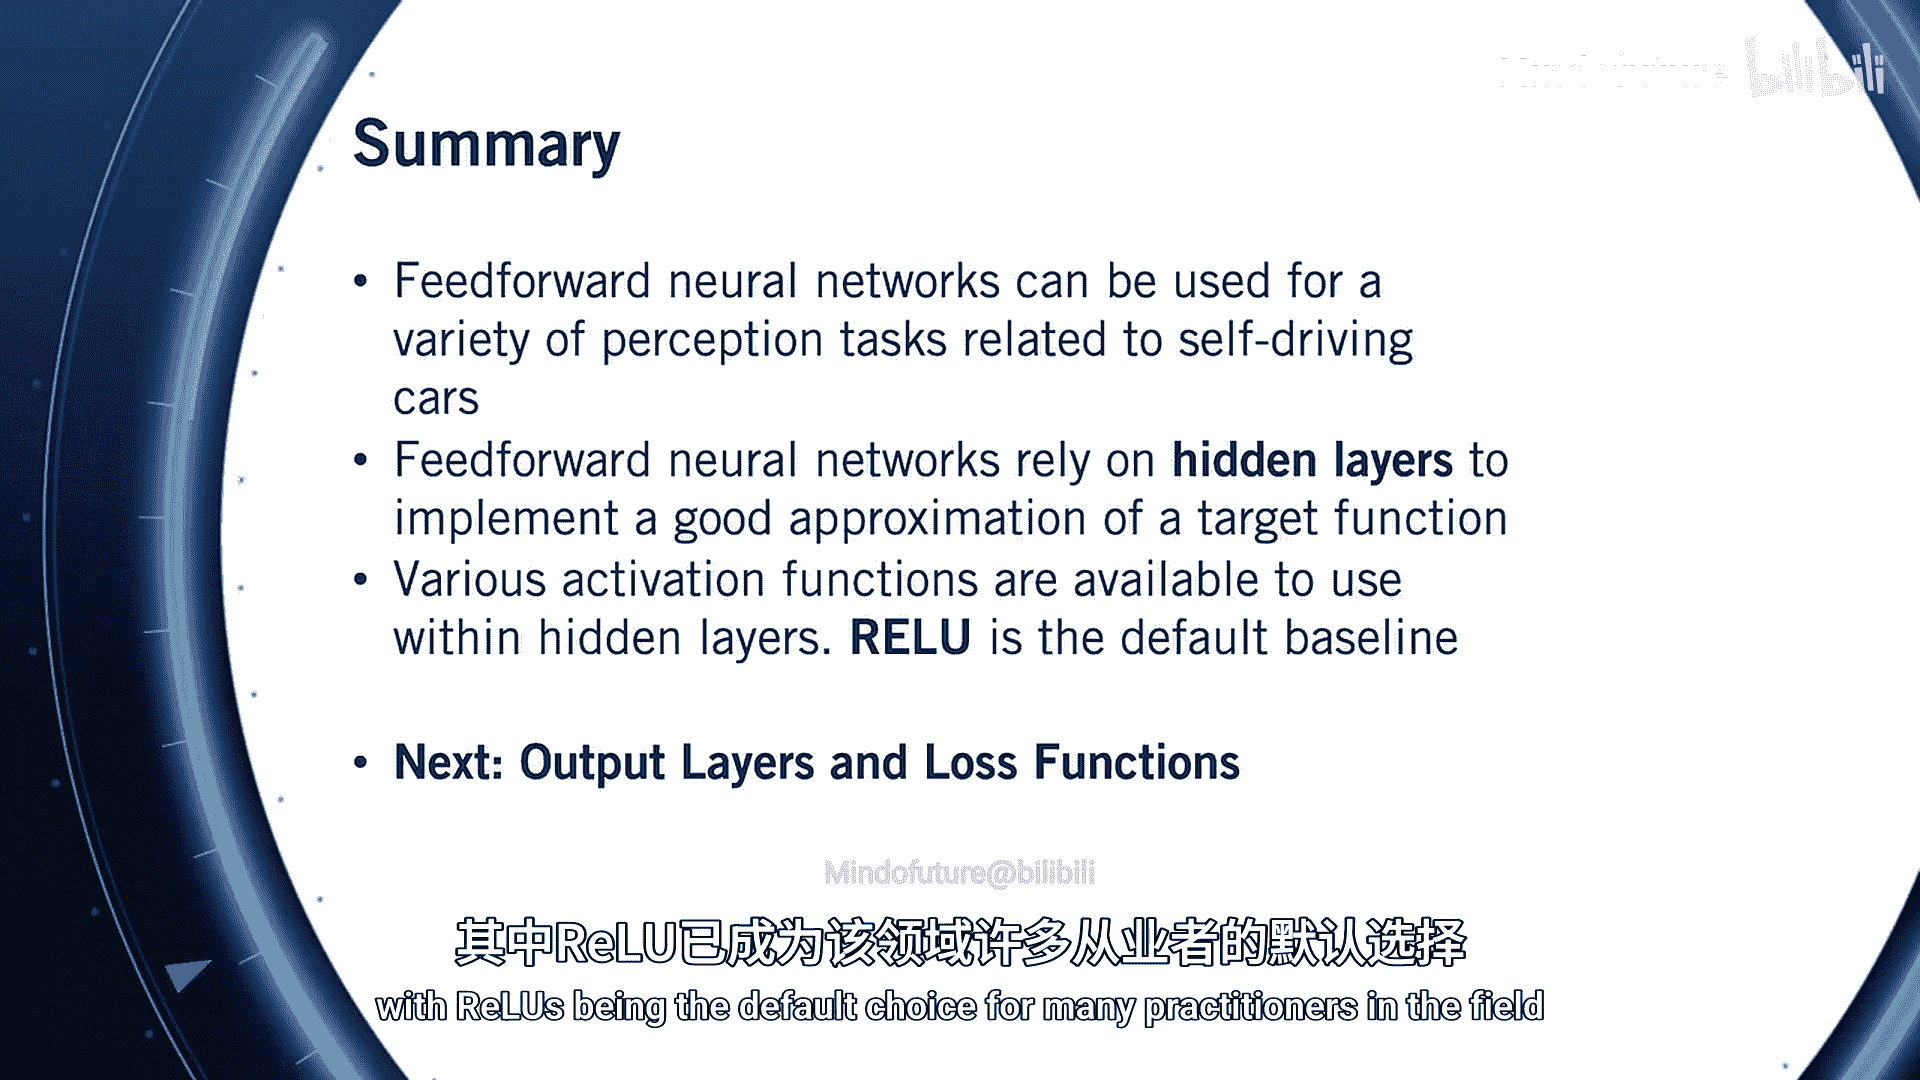 bilibili
Summary
• Feedforward neural networks can be used for a
variety of perception tasks related to self-driving
cars
• Feedforward neural networks rely on hidden layers to
implement a good approximation of a target function
• Various activation functions are available to use
within hidden layers. RELU is the default baseline
• Next: Output Layers and Loss Functions
Mindofuture@bilibili
其中ReLU已成为该领域许多从业者的默认选择
with ReLUs being the default choice for many practitioners in the field